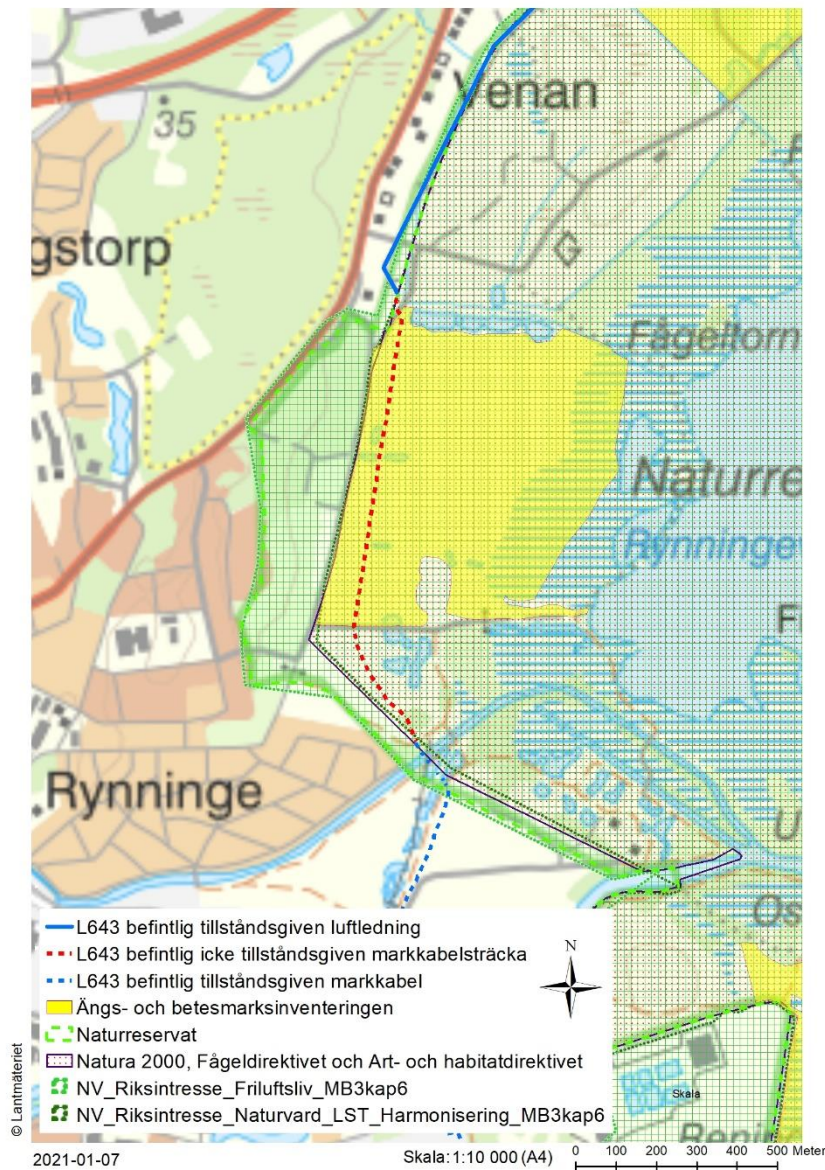 Venan
35
gstorp
G
Fågeltorn
Naturre
Rynninge
Rynninge
U
Os
L643 befintlig tillståndsgiven luftledning
L643 befintlig icke tillståndsgiven markkabelsträcka
L643 befintlig tillståndsgiven markkabel
N
Ängs- och betesmarksinventeringen
Naturreservat
Natura 2000, Fågeldirektivet och Art- och habitatdirektivet
NV_Riksintresse_Friluftsliv_MB3kap6
NV_Riksintresse_Naturvard_LST_Harmonisering_MB3kap6
Skala
Rening
© Lantmäteriet
2021-01-07
Skala: 1:10 000 (A4)
0 100 200 300 400 500 Meter